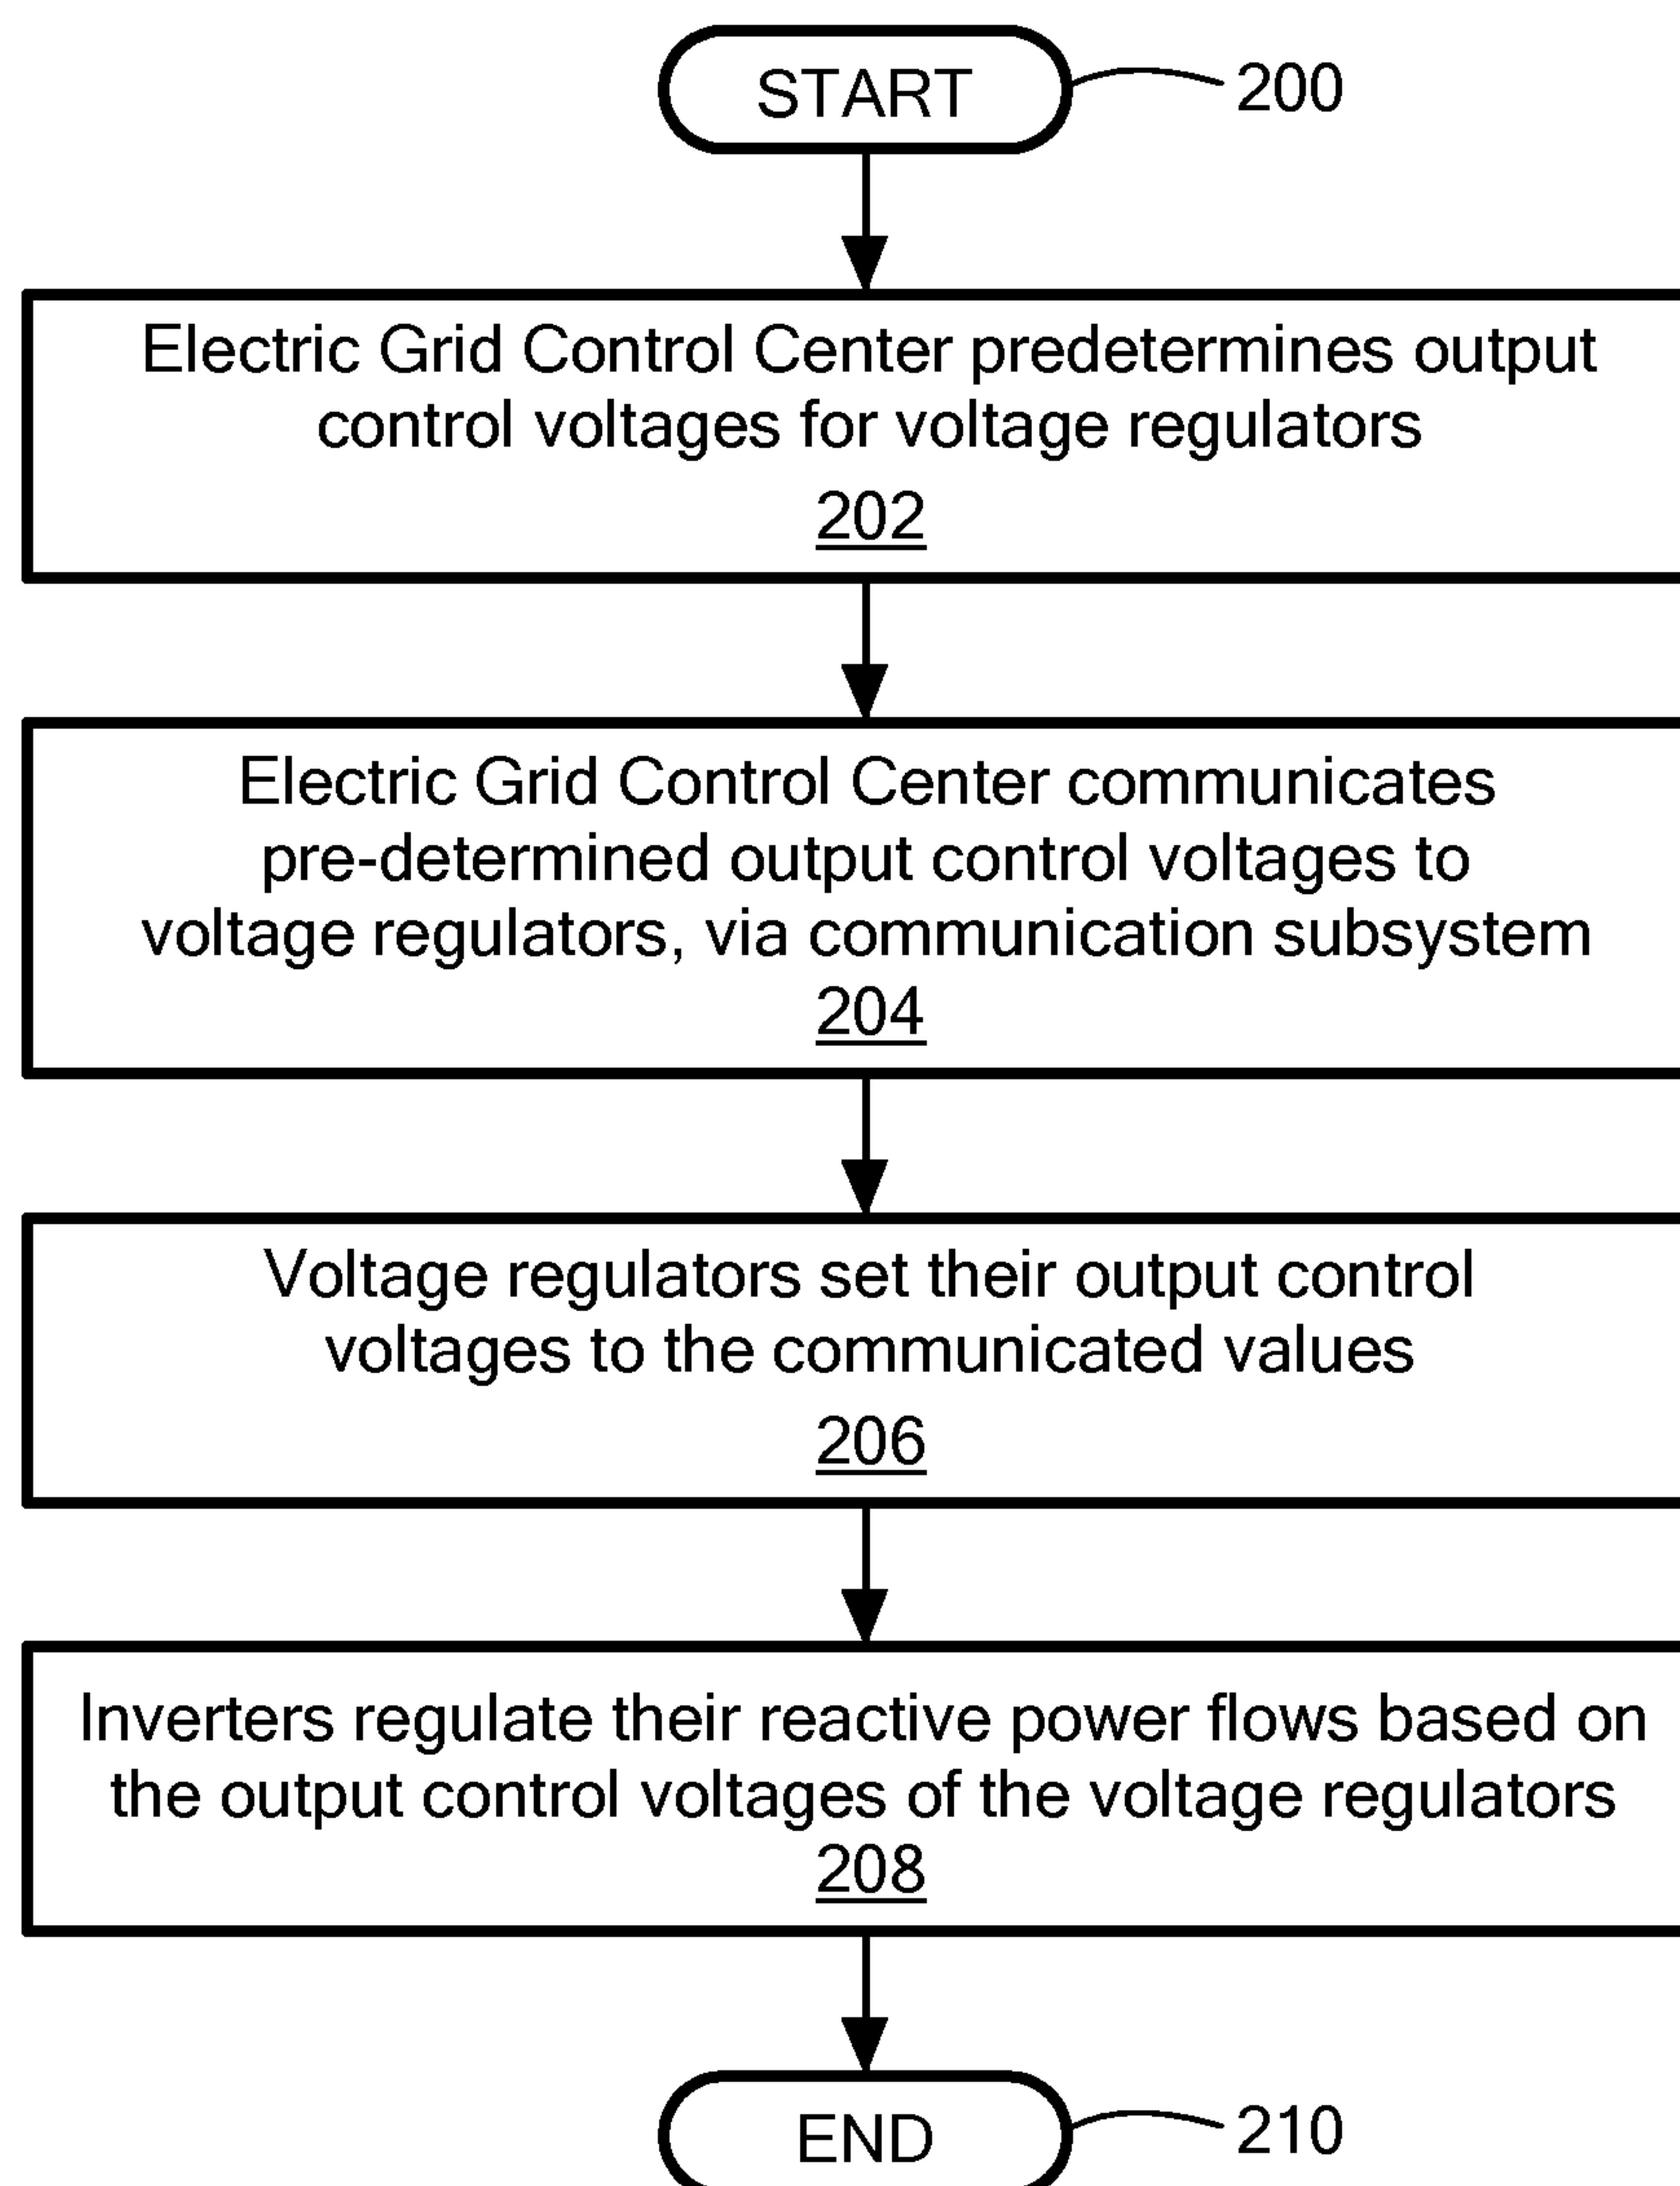 START
200
Electric Grid Control Center predetermines output
control voltages for voltage regulators
202
Electric Grid Control Center communicates
pre-determined output control voltages to
voltage regulators, via communication subsystem
204
Voltage regulators set their output control
voltages to the communicated values
206
Inverters regulate their reactive power flows based on
the output control voltages of the voltage regulators
208
END
210